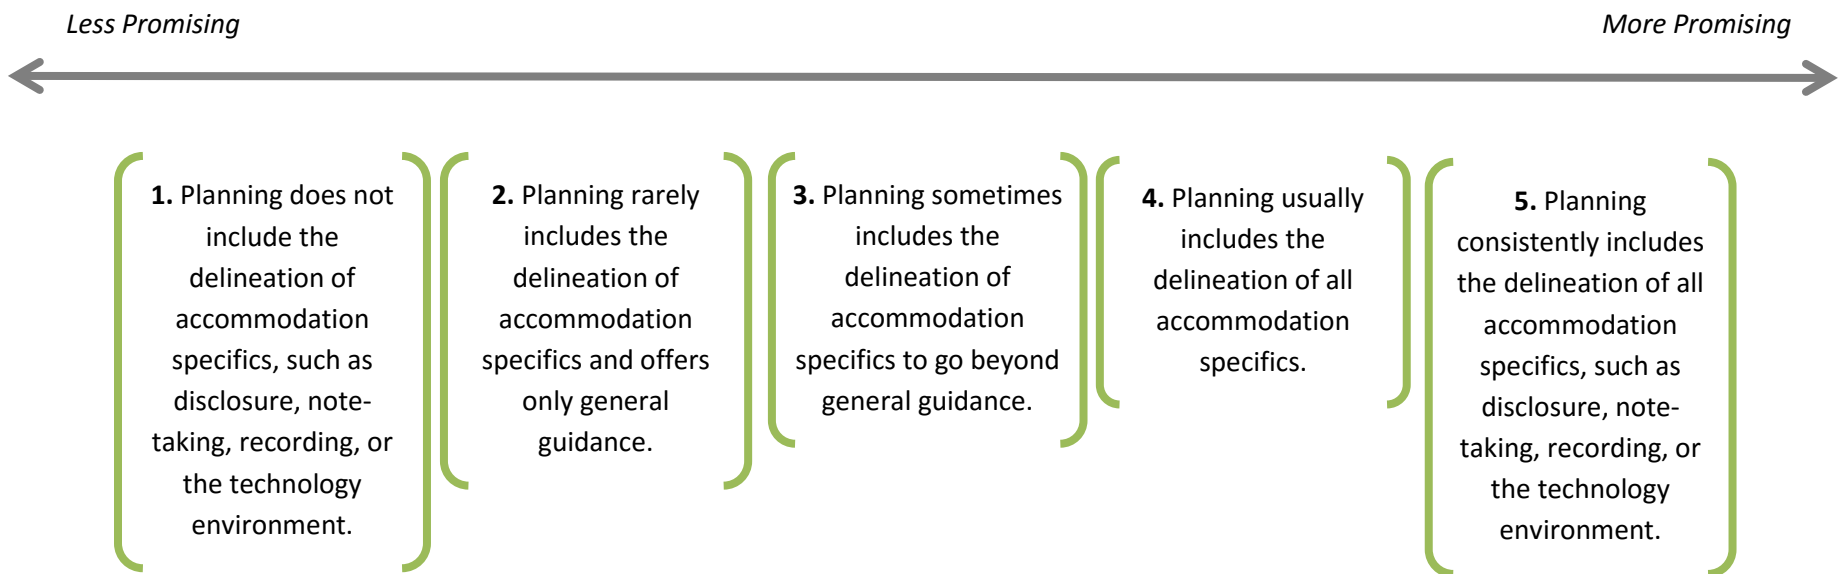 Less Promising
More Promising
1. Planning does not
include the
delineation of
accommodation
specifics, such as
disclosure, note-
taking, recording, or
the technology
environment.
2. Planning rarely
includes the
delineation of
accommodation
specifics and offers
only general
guidance.
3. Planning sometimes
includes the
delineation of
accommodation
specifics to go beyond
general guidance.
4. Planning usually
includes the
delineation of all
accommodation
specifics.
5. Planning
consistently includes
the delineation of all
accommodation
specifics, such as
disclosure, note-
taking, recording, or
the technology
environment.